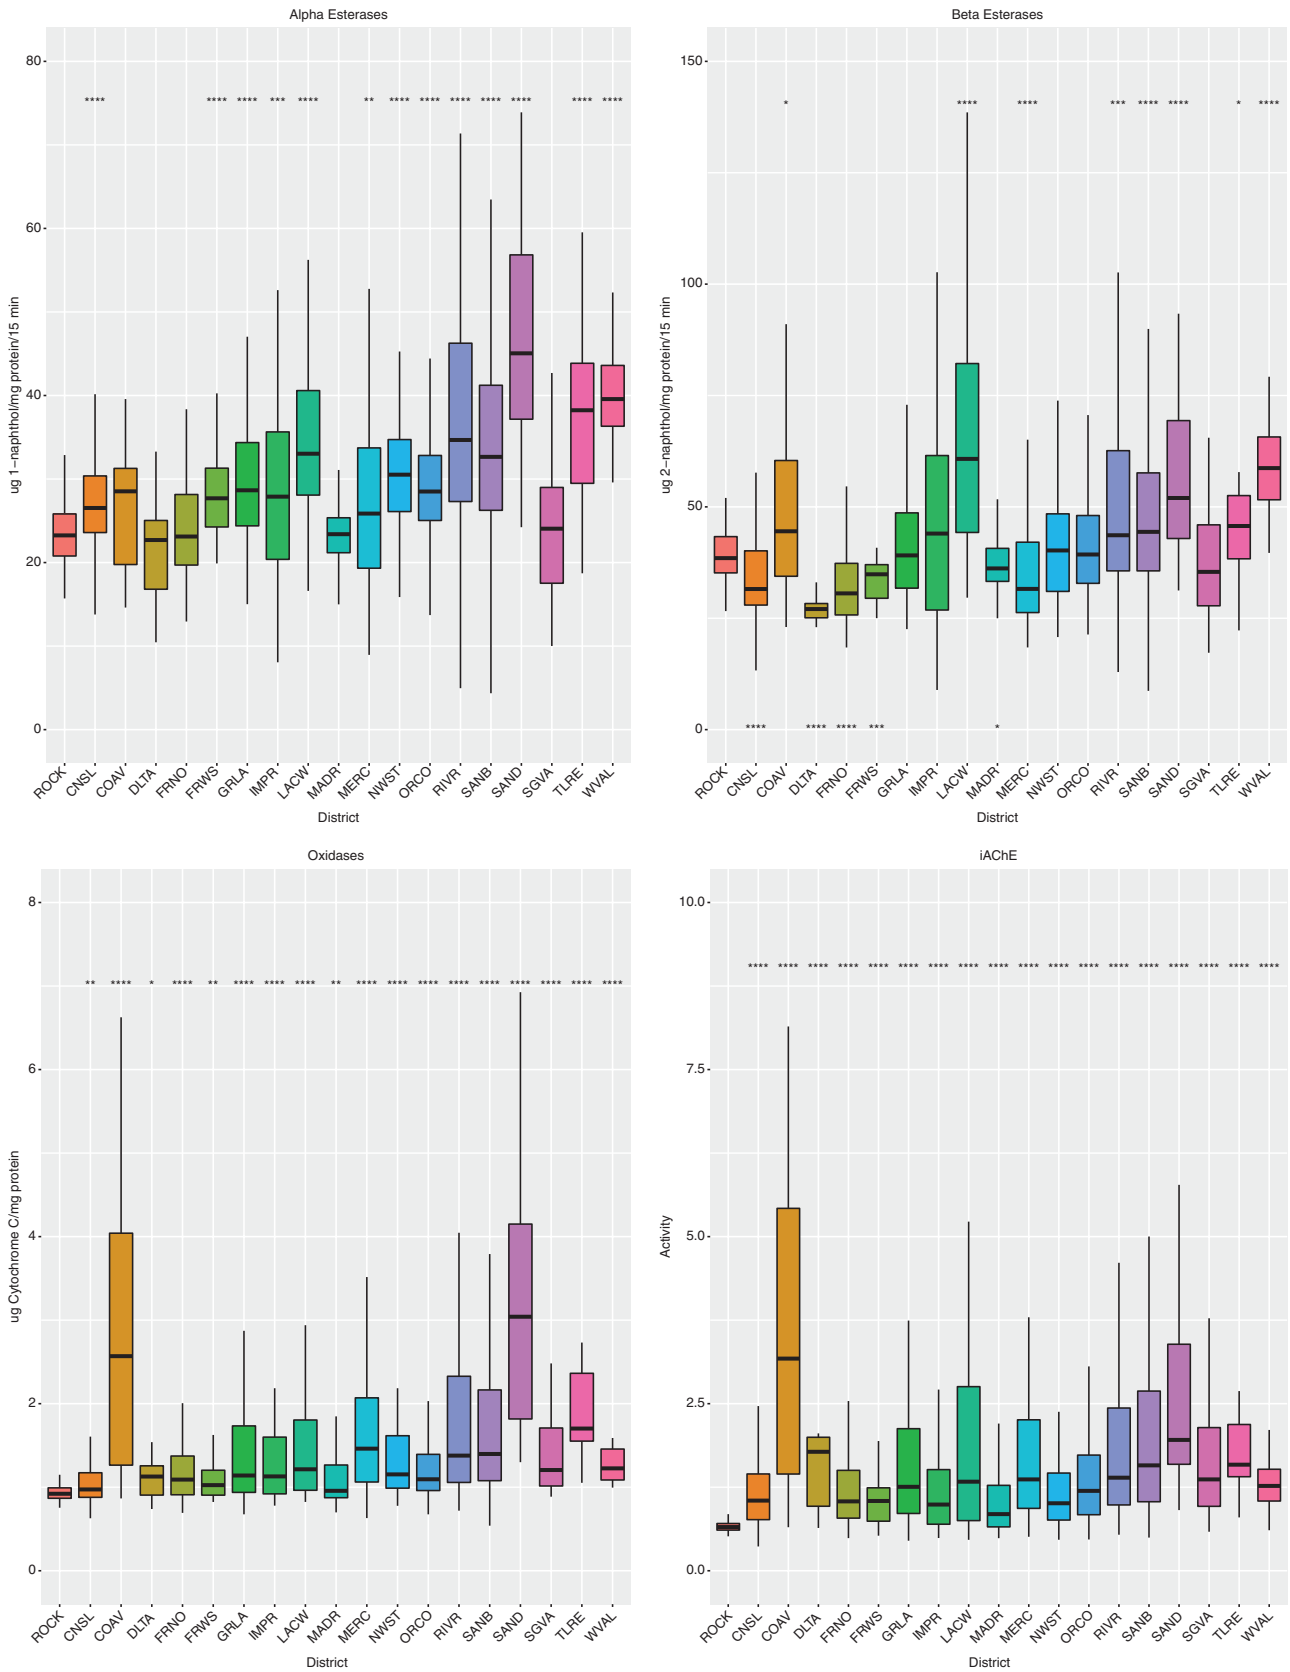 Alpha Esterases
80
60
40
20
0
ug 1−naphthol/mg protein/15 min
**** **** **** *** **** ** **** **** **** **** **** **** ****
ROCK CNSL COAV DLTA FRNO FRWS GRLA IMPR LACW MADR MERC NWST ORCO RIVR SANB SAND SGVA TLRE WVAL
District
Beta Esterases
150
100
50
0
ug 2−naphthol/mg protein/15 min
* **** **** *** **** **** * ****
**** **** **** *** *
ROCK CNSL COAV DLTA FRNO FRWS GRLA IMPR LACW MADR MERC NWST ORCO RIVR SANB SAND SGVA TLRE WVAL
District
Oxidases
8
6
4
2
0
ug Cytochrome C/mg protein
** **** * **** ** **** **** **** ** **** **** **** **** **** **** **** **** ****
ROCK CNSL COAV DLTA FRNO FRWS GRLA IMPR LACW MADR MERC NWST ORCO RIVR SANB SAND SGVA TLRE WVAL
District
iAChE
10.0
7.5
5.0
2.5
0.0
Activity
**** **** **** **** **** **** **** **** **** **** **** **** **** **** **** **** **** ****
ROCK CNSL COAV DLTA FRNO FRWS GRLA IMPR LACW MADR MERC NWST ORCO RIVR SANB SAND SGVA TLRE WVAL
District